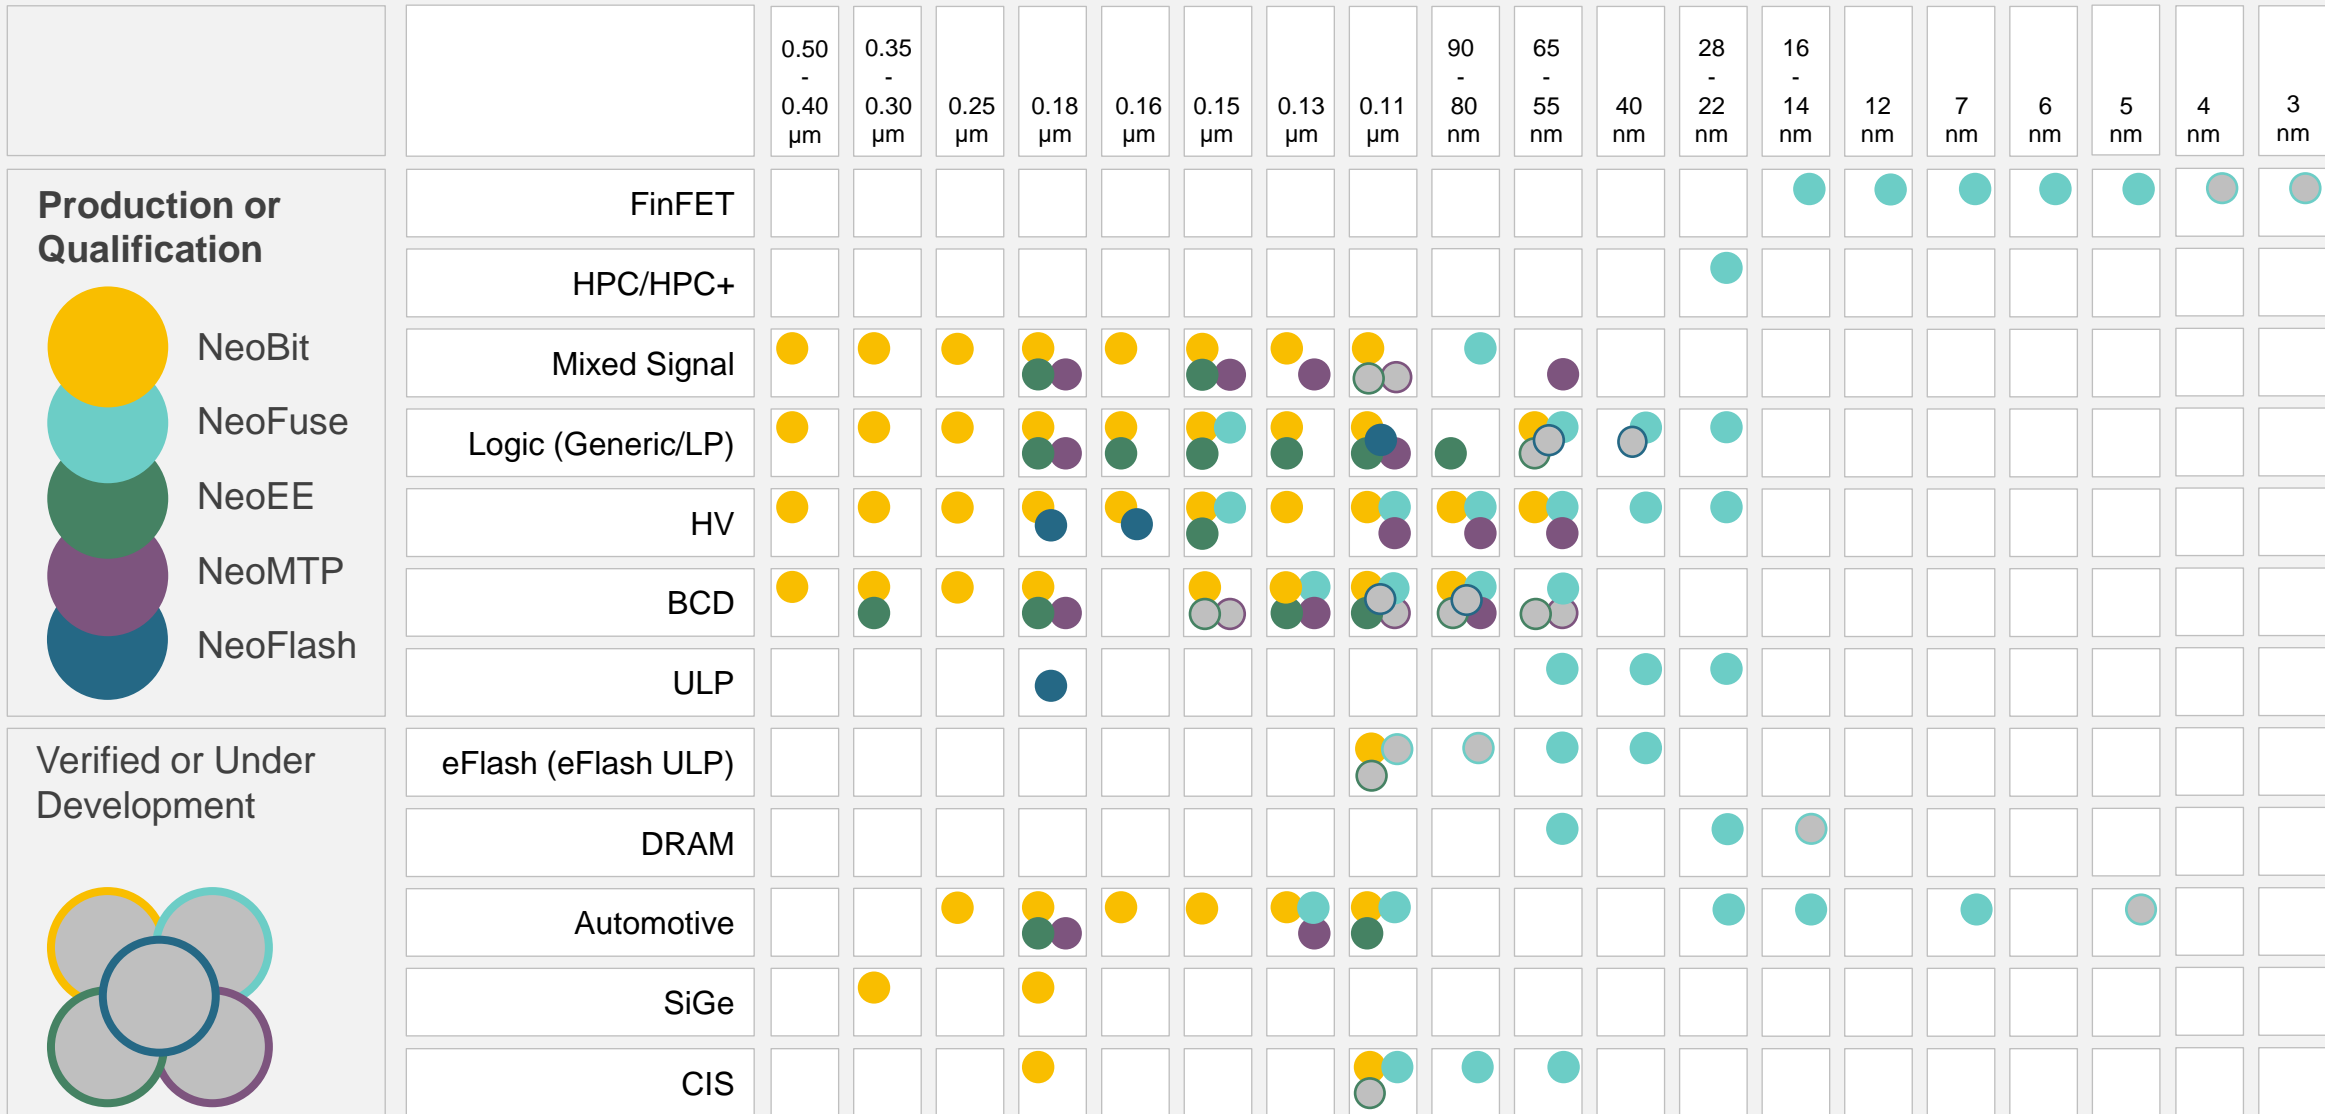 0.50
-
0.40
µm
0.35
-
0.30
µm
0.25
µm
0.18
µm
0.16
µm
0.15
µm
0.13
µm
0.11
µm
90
-
80
nm
65
-
55
nm
40
nm
28
-
22
nm
16
-
14
nm
12
nm
7
nm
6
nm
5
nm
4
nm
3
nm
Production or
Qualification
NeoBit
NeoFuse
NeoEE
NeoMTP
NeoFlash
Verified or Under
Development
FinFET
HPC/HPC+
Mixed Signal
Logic (Generic/LP)
HV
BCD
ULP
eFlash (eFlash ULP)
DRAM
Automotive
SiGe
CIS